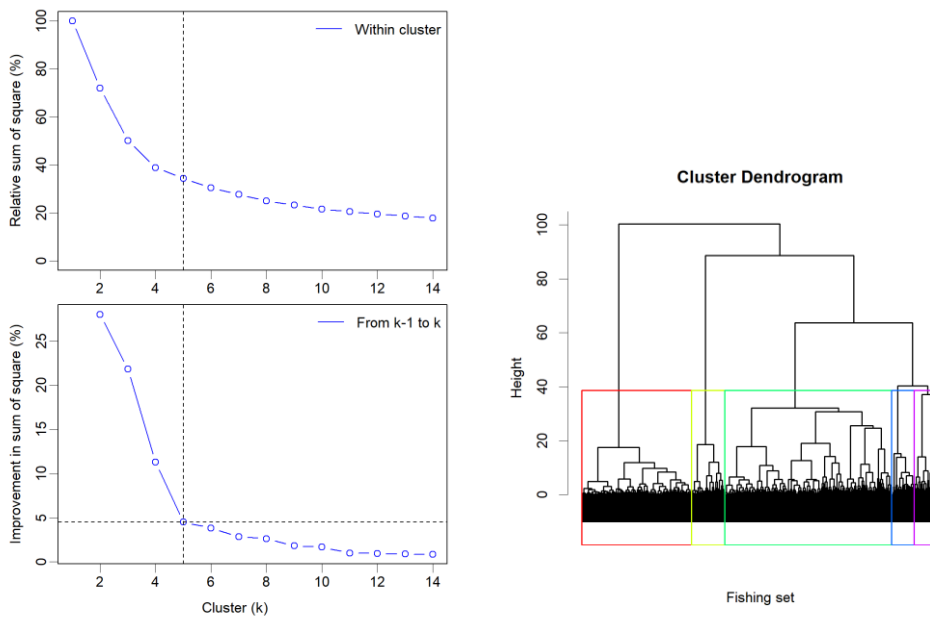 Relative sum of square (%)
0
20
40
60
80
100
Within cluster
2 4 6 8 10 12 14
Improvement in sum of square (%)
0
5
10
15
20
25
From k-1 to k
2 4 6 8 10 12 14
Cluster (k)
Cluster Dendrogram
Height
0
20
40
60
80
100
Fishing set